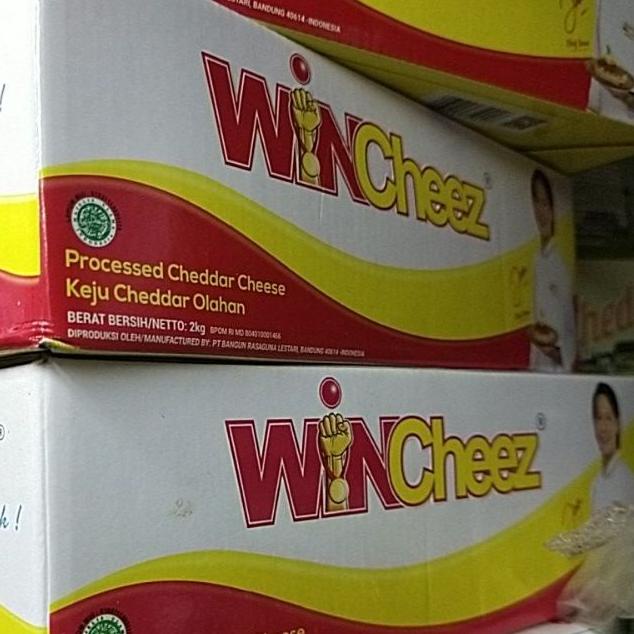 BANDUNG 40614 -INDONESIA
WiNCheez®
Processed Cheddar Cheese
Keju Cheddar Olahan
BERAT BERSIH/NETTO: 2kg
DIPRODUKSI OLEH/MANUFACTURED BY: PT BANGUN RASAGUNA LESTARI, BANDUNG 40614 -INDONESIA
WiNCheez®